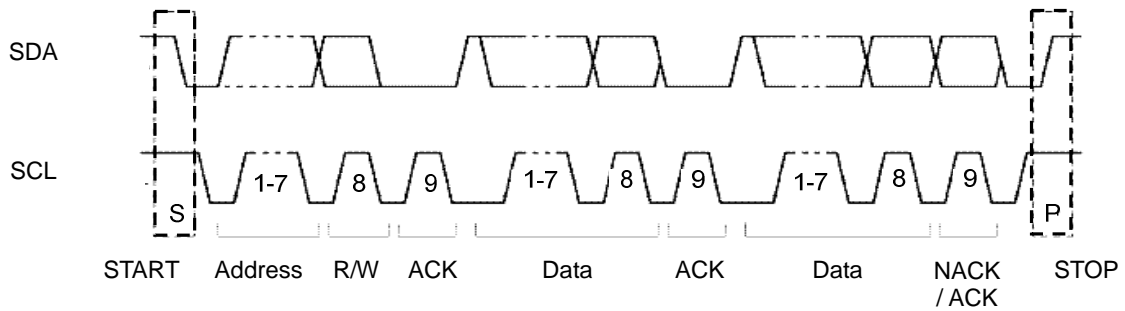 SDA
SCL
1-7 8 9 1-7 8 9 1-7 8 9
S P
START Address R/W ACK Data ACK Data NACK / ACK STOP